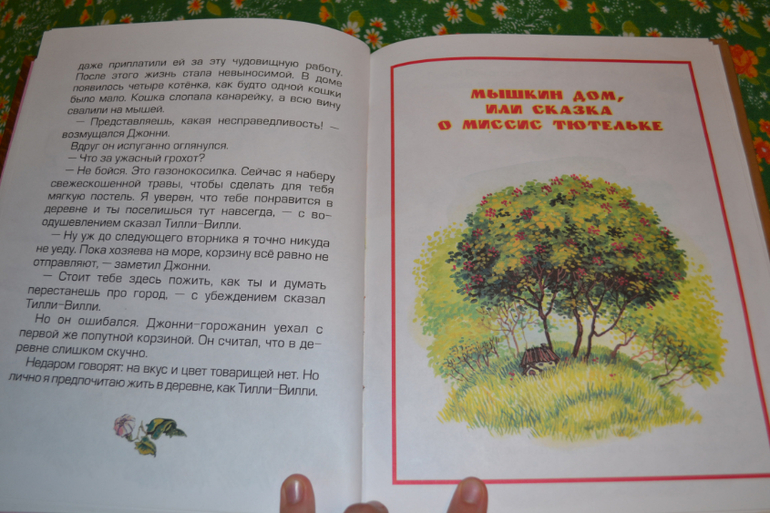 даже приплатили ей за эту чудовищную работу.
После этого жизнь стала невыносимой. В доме
появилось четыре котёнка, как будто одной кошки
было мало. Кошка слопала канарейку, а всю вину
свалили на мышей.
— Представляешь, какая несправедливость! —
возмущался Джонни.
Вдруг он испуганно оглянулся.
— Что за ужасный грохот?
— Не бойся. Это газонокосилка. Сейчас я наберу
свежескошенной травы, чтобы сделать для тебя
мягкую постель. Я уверен, что тебе понравится в
деревне и ты поселишься тут навсегда, — с во-
одушевлением сказал Тилли-Вилли.
— Ну уж до следующего вторника я точно никуда
не уеду. Пока хозяева на море, корзину всё равно не
отправляют, — заметил Джонни.
— Стоит тебе здесь пожить, как ты и думать
перестанешь про город, — с убеждением сказал
Тилли-Вилли.
Но он ошибался. Джонни-горожанин уехал с
первой же попутной корзиной. Он считал, что в де-
ревне слишком скучно.
Недаром говорят: на вкус и цвет товарищей нет. Но
лично я предпочитаю жить в деревне, как Тилли-Вилли.
МЫШКИН ДОМ,
ИЛИ СКАЗКА
О МИССИС ТЮТЕЛЬКЕ